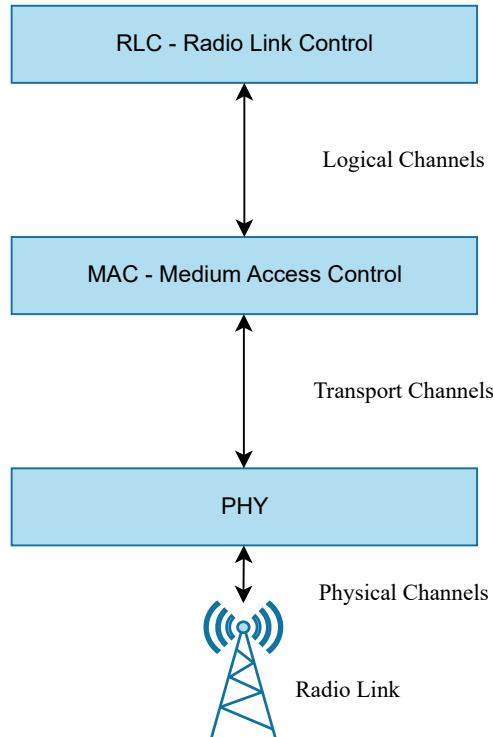 RLC - Radio Link Control
Logical Channels
MAC - Medium Access Control
Transport Channels
PHY
Physical Channels
Radio Link